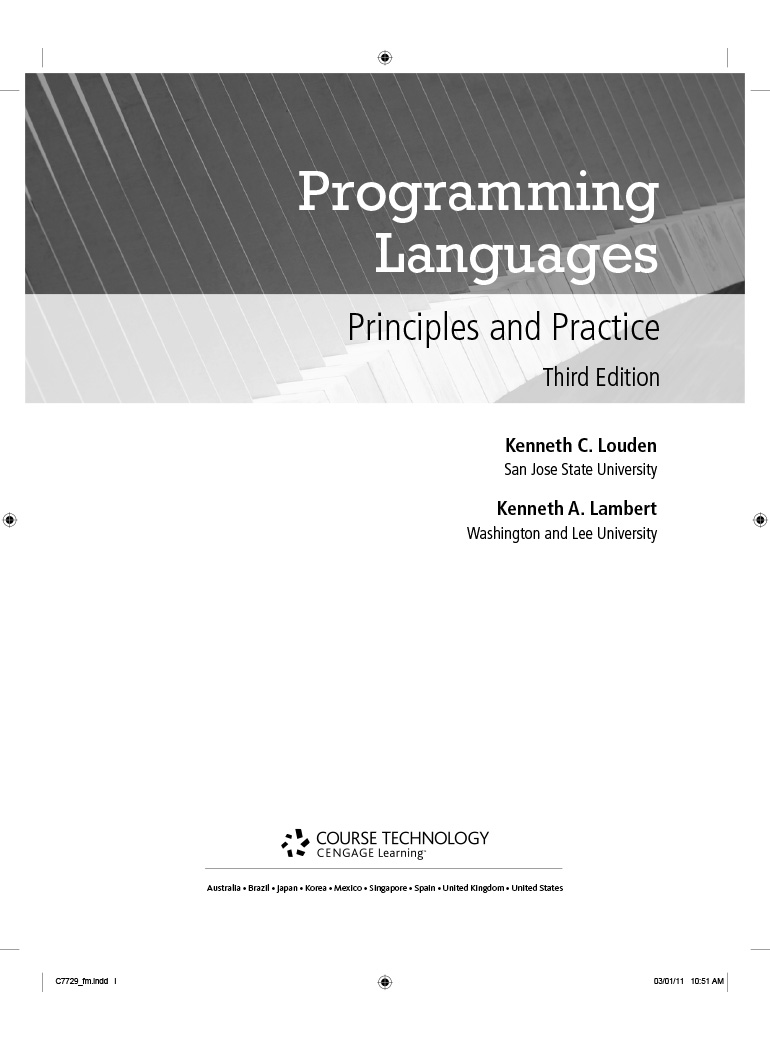 Programming
Languages
Principles and Practice
Third Edition
Kenneth C. Louden
San Jose State University
Kenneth A. Lambert
Washington and Lee University
COURSE TECHNOLOGY
CENGAGE Learning™
Australia • Brazil • Japan • Korea • Mexico • Singapore • Spain • United Kingdom • United States
C7729_fm.indd I 03/01/11 10:51 AM